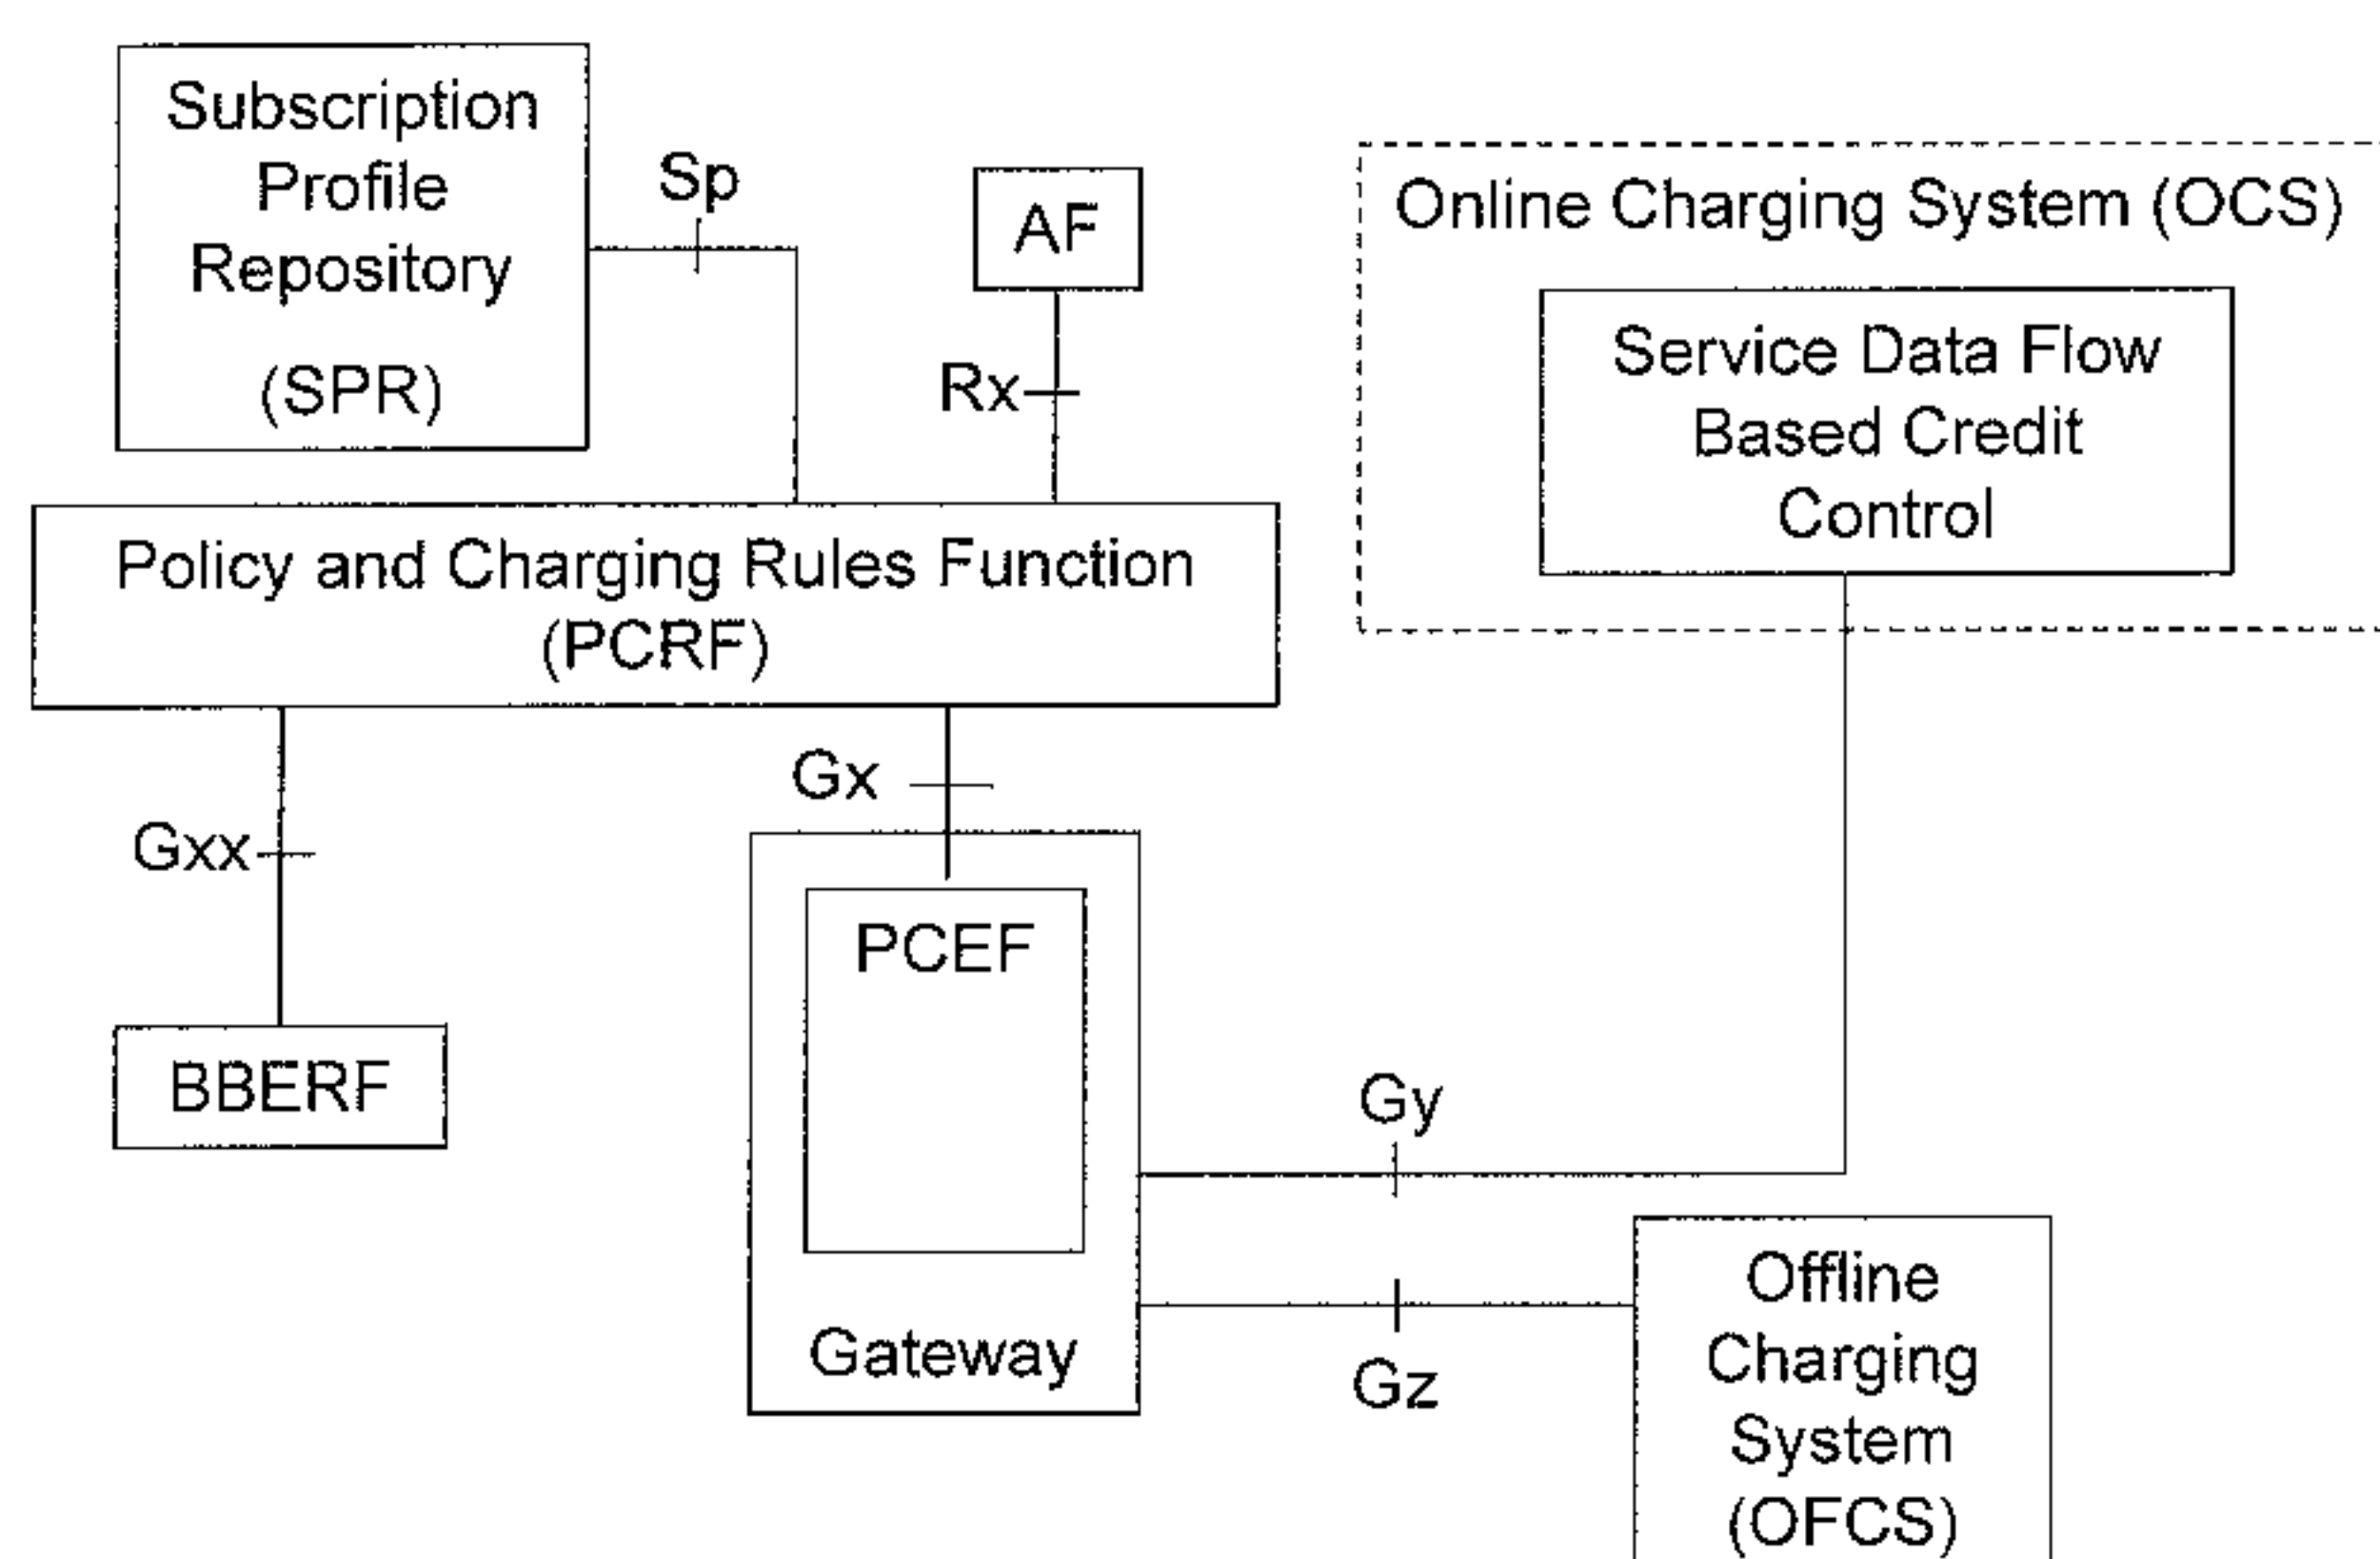 Subscription
Profile
Repository
(SPR)
Sp
AF
Rx
Online Charging System (OCS)
Service Data Flow
Based Credit
Control
Policy and Charging Rules Function
(PCRF)
Gxx
Gx
BBERF
PCEF
Gateway
Gy
Gz
Offline
Charging
System
(OFCS)